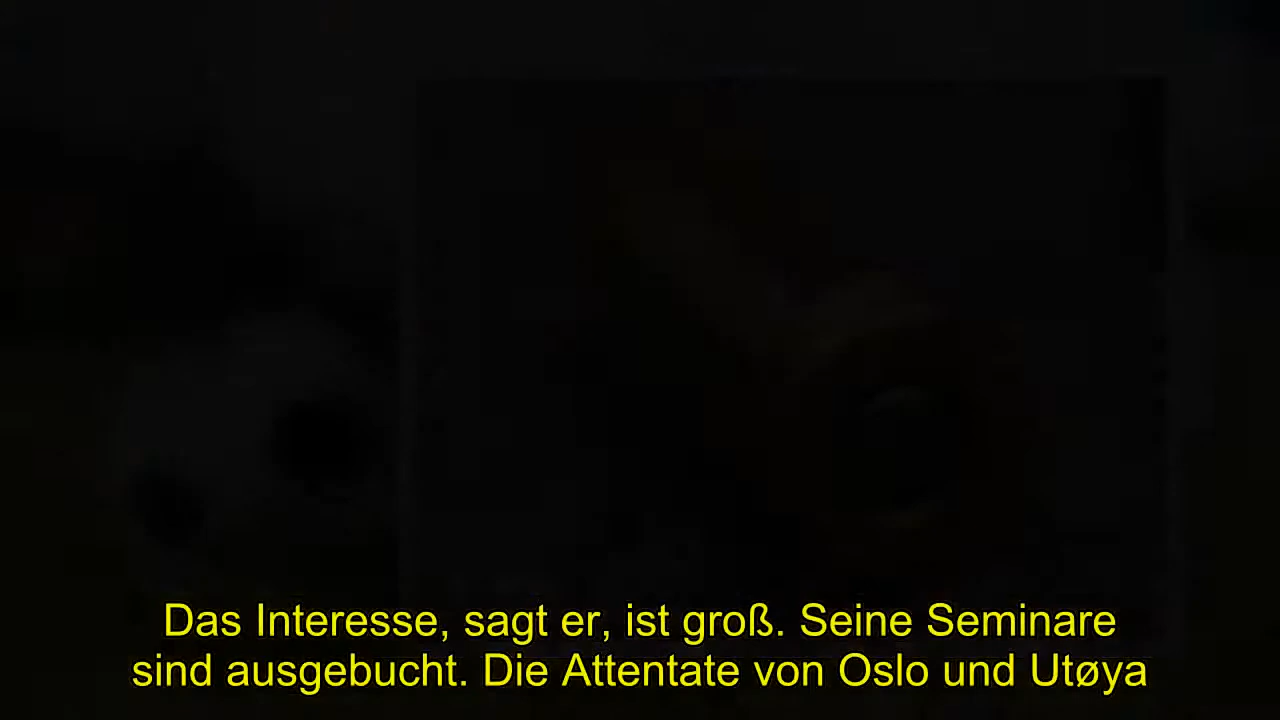 Das Interesse, sagt er, ist groß. Seine Seminare
sind ausgebucht. Die Attentate von Oslo und Utøya